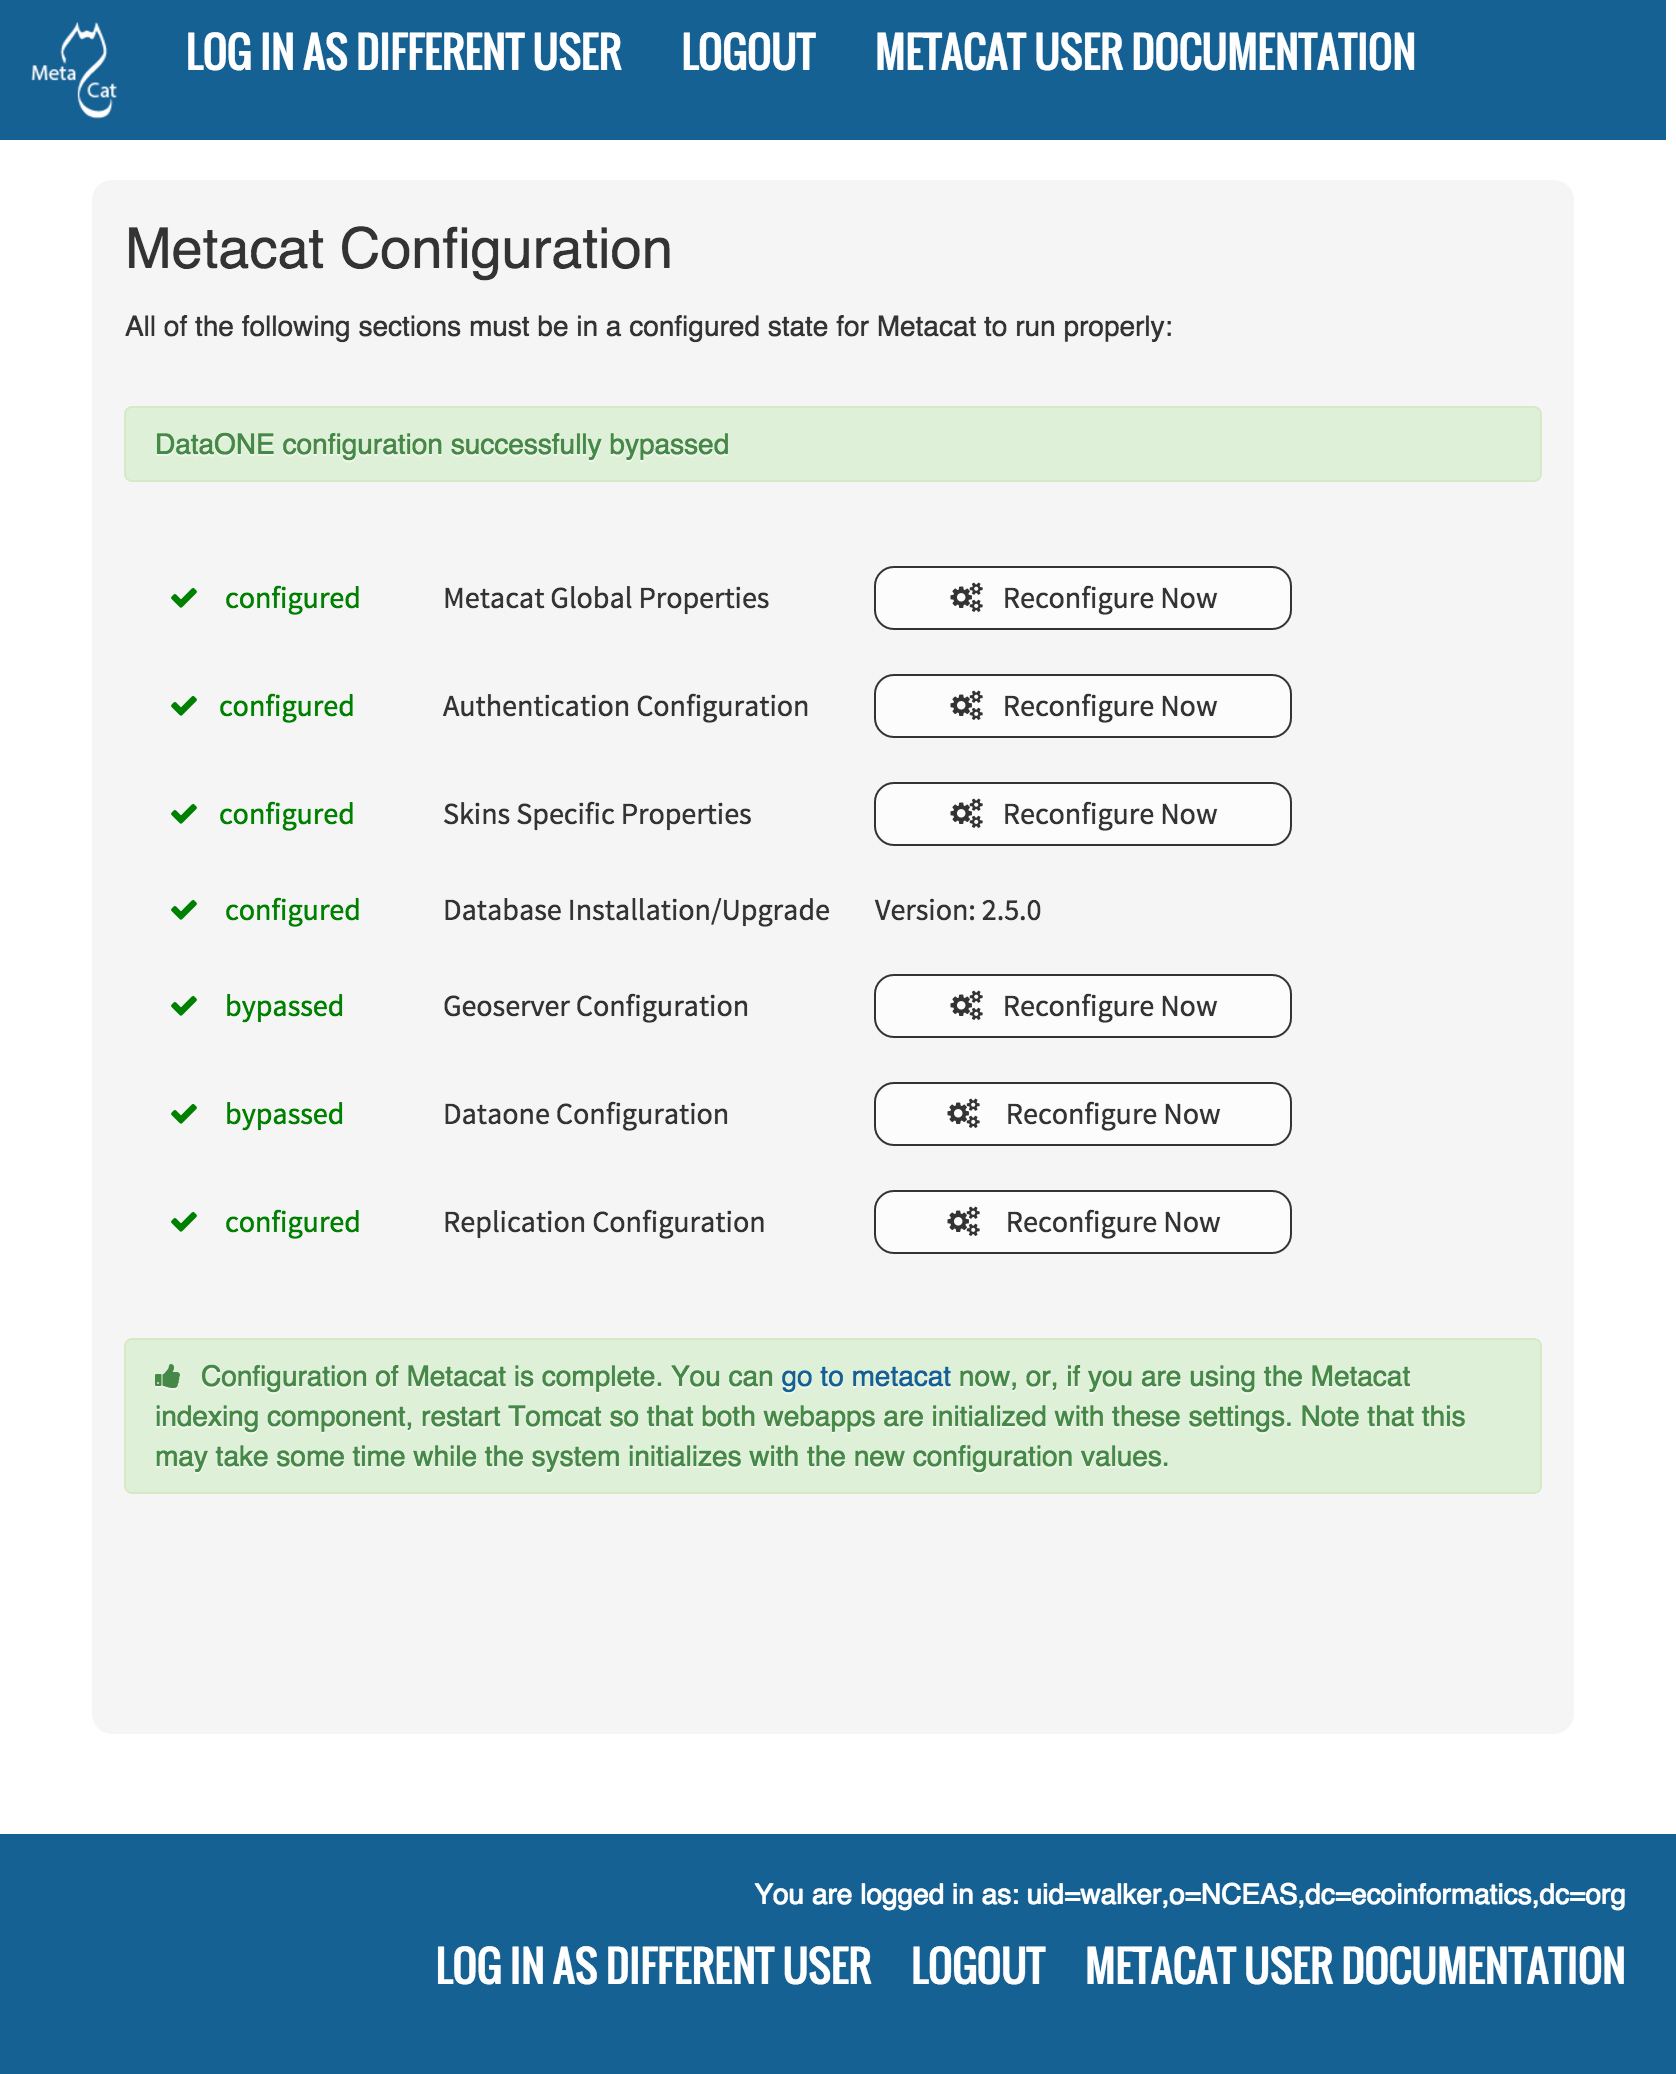 Meta Cat
LOG IN AS DIFFERENT USER LOGOUT METACAT USER DOCUMENTATION
Metacat Configuration
All of the following sections must be in a configured state for Metacat to run properly:
DataONE configuration successfully bypassed
configured Metacat Global Properties Reconfigure Now
configured Authentication Configuration Reconfigure Now
configured Skins Specific Properties Reconfigure Now
configured Database Installation/Upgrade Version: 2.5.0
bypassed Geoserver Configuration Reconfigure Now
bypassed Dataone Configuration Reconfigure Now
configured Replication Configuration Reconfigure Now
Configuration of Metacat is complete. You can go to metacat now, or, if you are using the Metacat
indexing component, restart Tomcat so that both webapps are initialized with these settings. Note that this
may take some time while the system initializes with the new configuration values.
You are logged in as: uid=walker,o=NCEAS,dc=ecoinformatics,dc=org
LOG IN AS DIFFERENT USER LOGOUT METACAT USER DOCUMENTATION